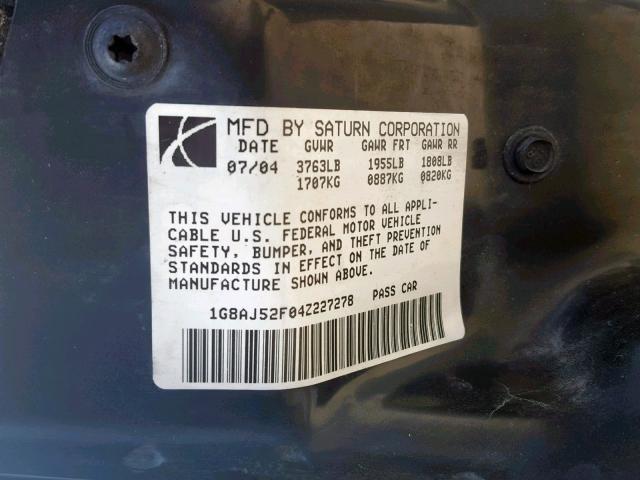 MFD BY SATURN CORPORATION
DATE GVWR GAWR FRT GAWR RR
07/04 3763LB 1955LB 1808LB
1707KG 0887KG 0820KG
THIS VEHICLE CONFORMS TO ALL APPLI-
CABLE U.S. FEDERAL MOTOR VEHICLE
SAFETY, BUMPER, AND THEFT PREVENTION
STANDARDS IN EFFECT ON THE DATE OF
MANUFACTURE SHOWN ABOVE.
1G8AJ52F04Z227278 PASS CAR